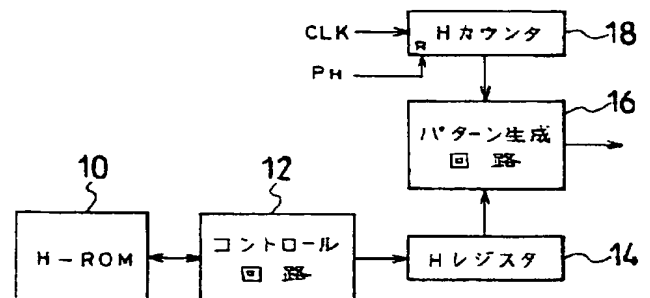 CLK
R
Hカウンタ
18
PH
16
パターン生成
回路
10
12
H-ROM
コントロール
回路
Hレジスタ
14